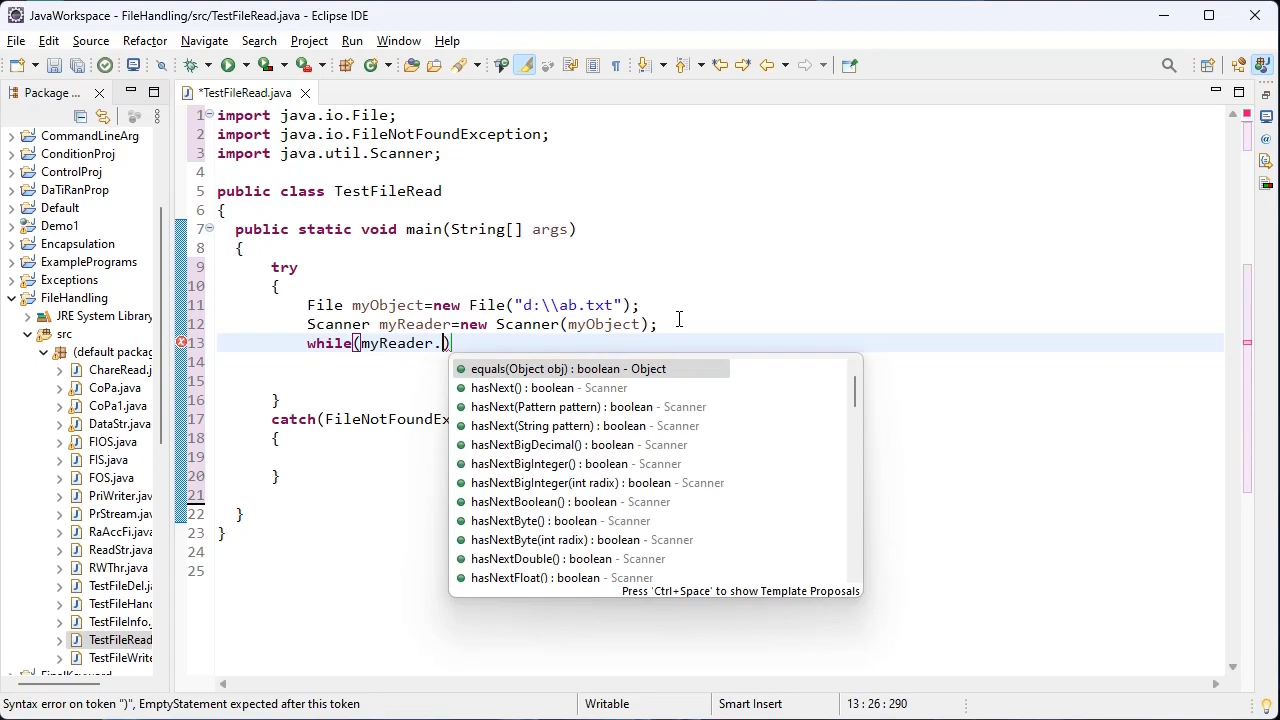 JavaWorkspace - FileHandling/src/TestFileRead.java - Eclipse IDE
File Edit Source Refactor Navigate Search Project Run Window Help
Package ...
*TestFileRead.java
CommandLineArg
ConditionProj
ControlProj
DaTiRanProp
Default
Demo1
Encapsulation
ExamplePrograms
Exceptions
FileHandling
JRE System Library
src
(default packag
ChareRead.j
CoPa.java
CoPa1.java
DataStr.java
FIOS.java
FIS.java
FOS.java
PriWriter.java
PrStream.java
RaAccFi.java
ReadStr.java
RWThr.java
TestFileDel.ja
TestFileHand
TestFileInfo.
TestFileRead
TestFileWrite
FinalKeyword
1 import java.io.File;
2 import java.io.FileNotFoundException;
3 import java.util.Scanner;
4
5 public class TestFileRead
6 {
7 public static void main(String[] args)
8 {
9 try
10 {
11 File myObject=new File("d:\\ab.txt");
12 Scanner myReader=new Scanner(myObject);
13 while(myReader.)
14
15
16 }
17 catch(FileNotFoundEx
18 {
19
20 }
21
22 }
23 }
24
25
equals(Object obj) : boolean - Object
hasNext() : boolean - Scanner
hasNext(Pattern pattern) : boolean - Scanner
hasNext(String pattern) : boolean - Scanner
hasNextBigDecimal() : boolean - Scanner
hasNextBigInteger() : boolean - Scanner
hasNextBigInteger(int radix) : boolean - Scanner
hasNextBoolean() : boolean - Scanner
hasNextByte() : boolean - Scanner
hasNextByte(int radix) : boolean - Scanner
hasNextDouble() : boolean - Scanner
hasNextFloat() : boolean - Scanner
Press 'Ctrl+Space' to show Template Proposals
Syntax error on token ")", EmptyStatement expected after this token
Writable
Smart Insert
13 : 26 : 290